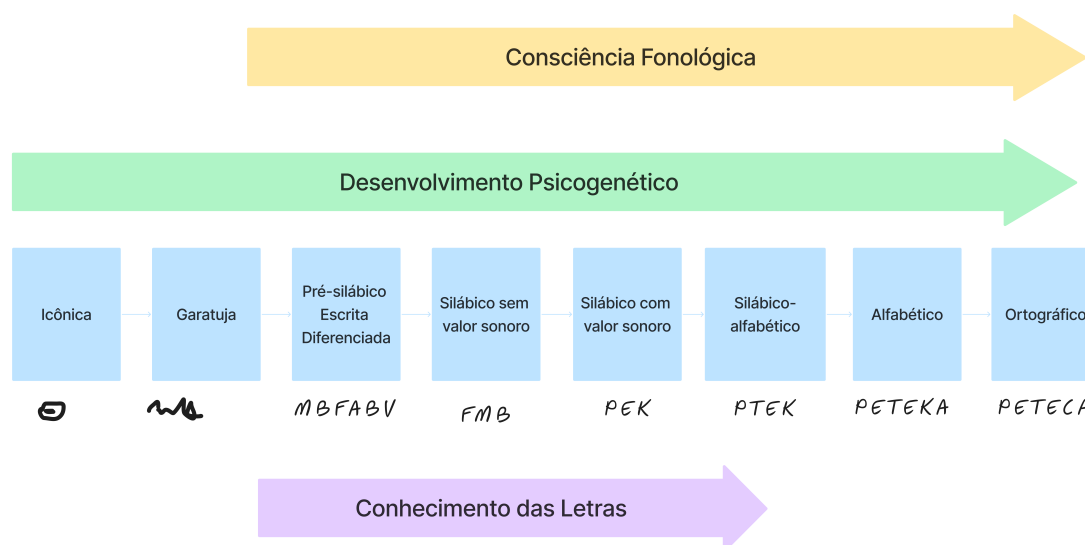 Consciência Fonológica
Desenvolvimento Psicogenético
Icônica
Garatuja
Pré-silábico
Escrita
Diferenciada
Silábico sem
valor sonoro
Silábico com
valor sonoro
Silábico-
alfabético
Alfabético
Ortográfico
MBFABV
FMB
PEK
PTEK
PETEKA
PETECA
Conhecimento das Letras